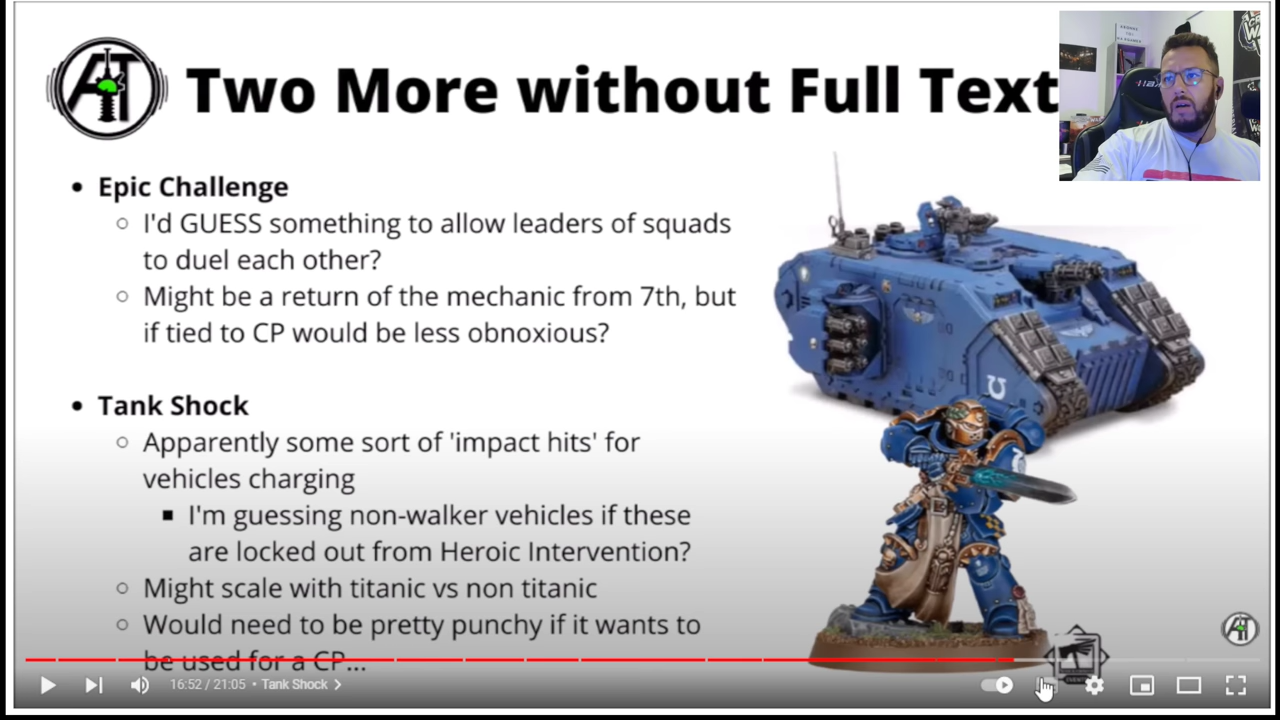 AT
Two More without Full Text
• Epic Challenge
○ I'd GUESS something to allow leaders of squads
to duel each other?
○ Might be a return of the mechanic from 7th, but
if tied to CP would be less obnoxious?
• Tank Shock
○ Apparently some sort of 'impact hits' for
vehicles charging
▪ I'm guessing non-walker vehicles if these
are locked out from Heroic Intervention?
○ Might scale with titanic vs non titanic
○ Would need to be pretty punchy if it wants to
be used for a CP...
AT
16:52 / 21:05 • Tank Shock >